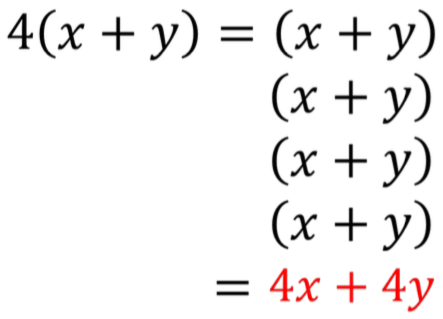 4(x + y) = (x + y)
(x + y)
(x + y)
(x + y)
= 4x + 4y